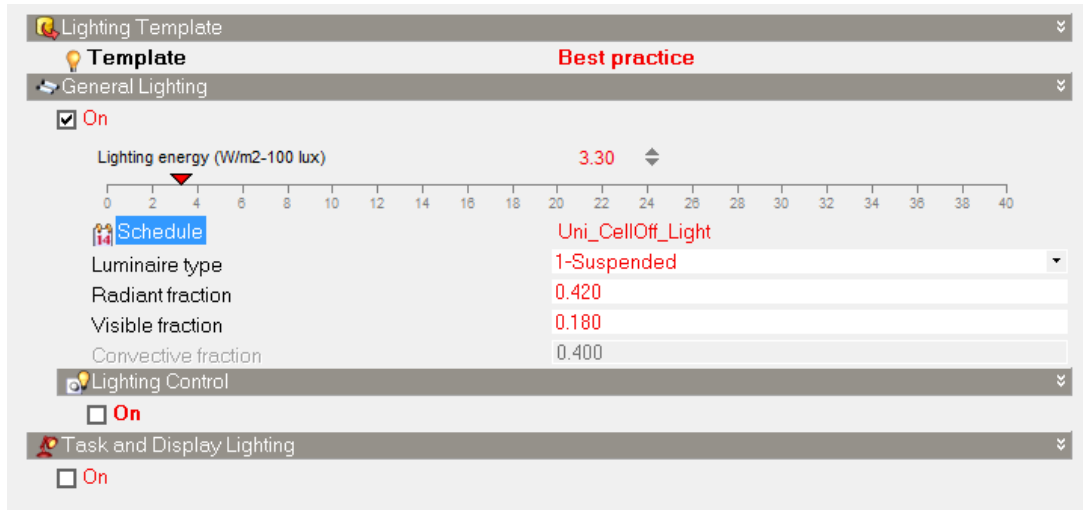 Lighting Template
Template Best practice
General Lighting
On
Lighting energy (W/m2-100 lux) 3.30
0 2 4 6 8 10 12 14 16 18 20 22 24 26 28 30 32 34 36 38 40
14 Schedule Uni_CellOff_Light
Luminaire type 1-Suspended
Radiant fraction 0.420
Visible fraction 0.180
Convective fraction 0.400
Lighting Control
On
Task and Display Lighting
On